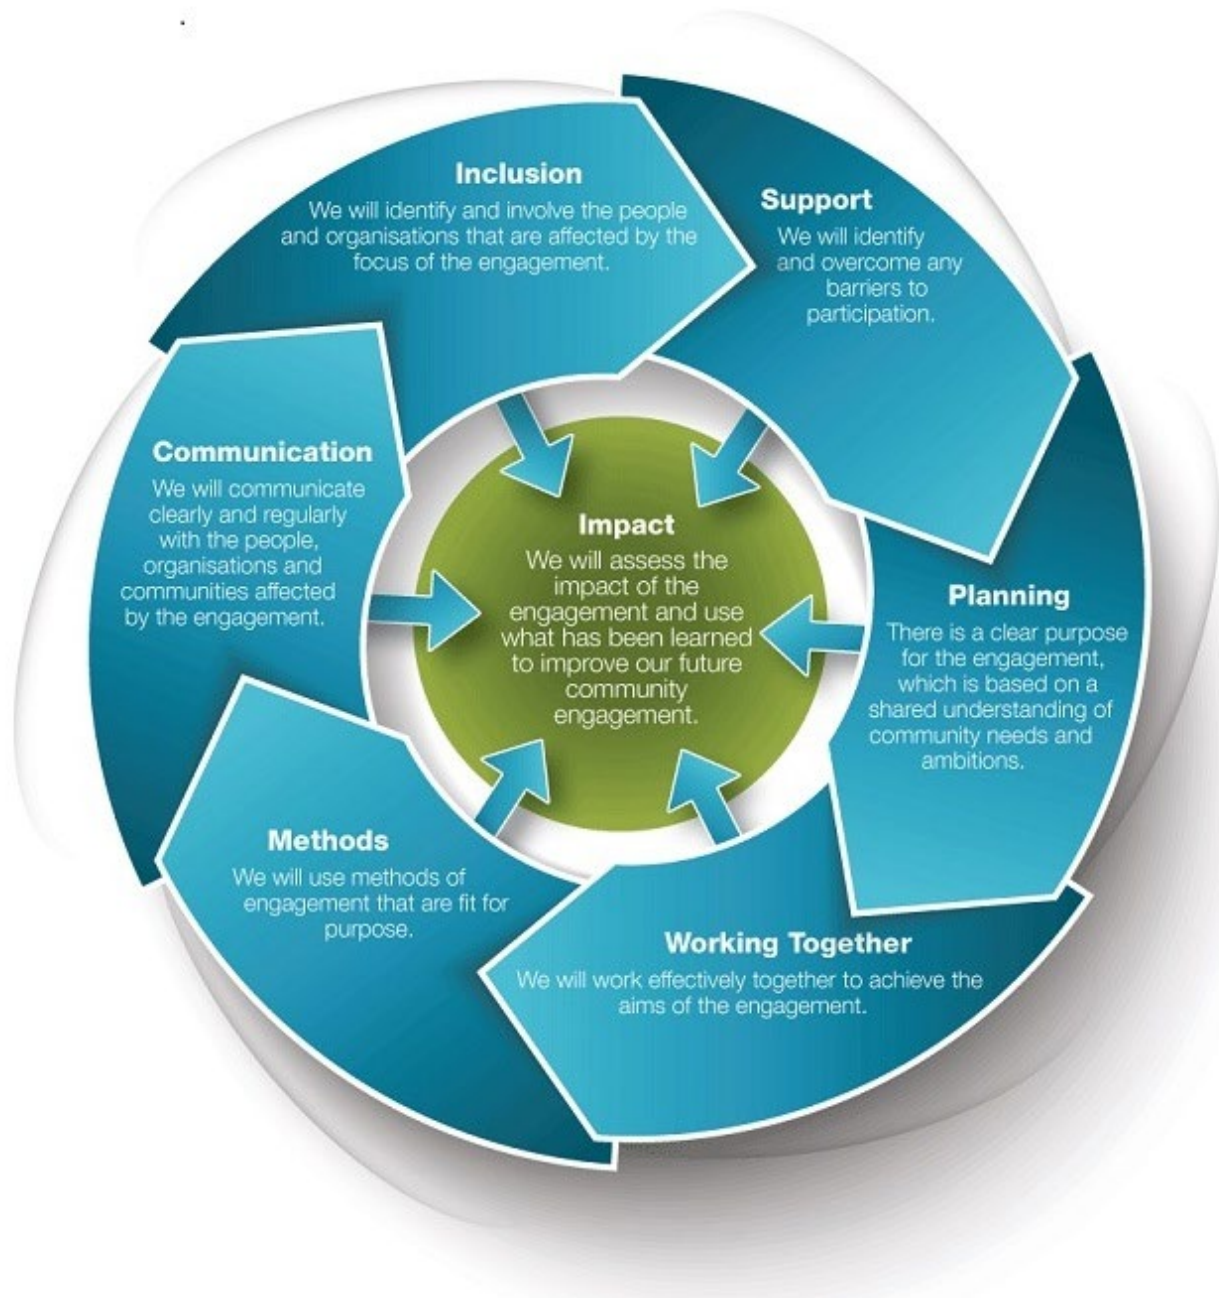 Inclusion
We will identify and involve the people
and organisations that are affected by the
focus of the engagement.
Support
We will identify
and overcome any
barriers to
participation.
Planning
There is a clear purpose
for the engagement,
which is based on a
shared understanding of
community needs and
ambitions.
Working Together
We will work effectively together to achieve the
aims of the engagement.
Methods
We will use methods of
engagement that are fit for
purpose.
Communication
We will communicate
clearly and regularly
with the people,
organisations and
communities affected
by the engagement.
Impact
We will assess the
impact of the
engagement and use
what has been learned
to improve our future
community
engagement.